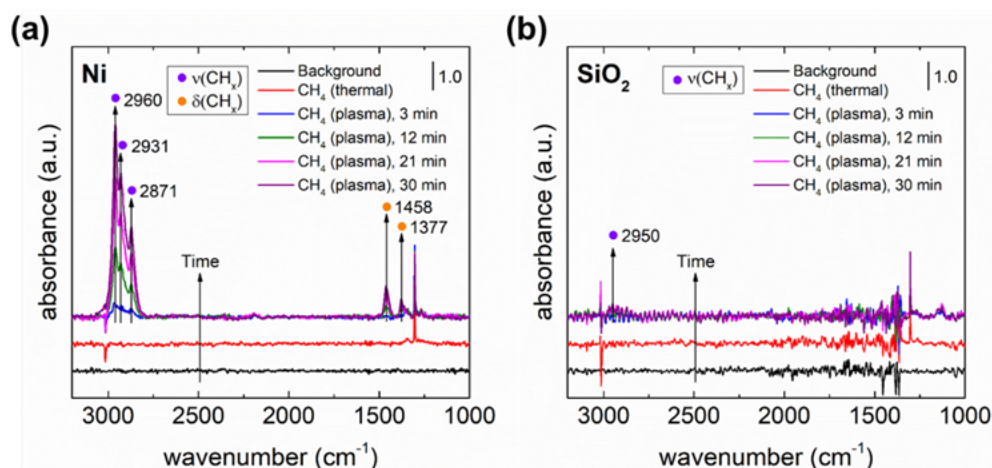 (a)
Ni
ν(CHₓ)
δ(CHₓ)
Background
CH₄ (thermal)
CH₄ (plasma), 3 min
CH₄ (plasma), 12 min
CH₄ (plasma), 21 min
CH₄ (plasma), 30 min
1.0
2960
2931
2871
1458
1377
Time
absorbance (a.u.)
3000 2500 2000 1500 1000
wavenumber (cm⁻¹)
(b)
SiO₂
ν(CHₓ)
Background
CH₄ (thermal)
CH₄ (plasma), 3 min
CH₄ (plasma), 12 min
CH₄ (plasma), 21 min
CH₄ (plasma), 30 min
1.0
2950
Time
absorbance (a.u.)
3000 2500 2000 1500 1000
wavenumber (cm⁻¹)